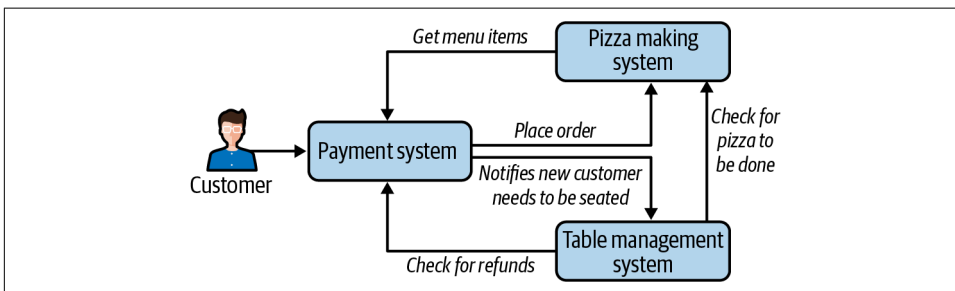 Get menu items
Pizza making
system
Place order
Check for
pizza to
be done
Customer
Payment system
Notifies new customer
needs to be seated
Check for refunds
Table management
system